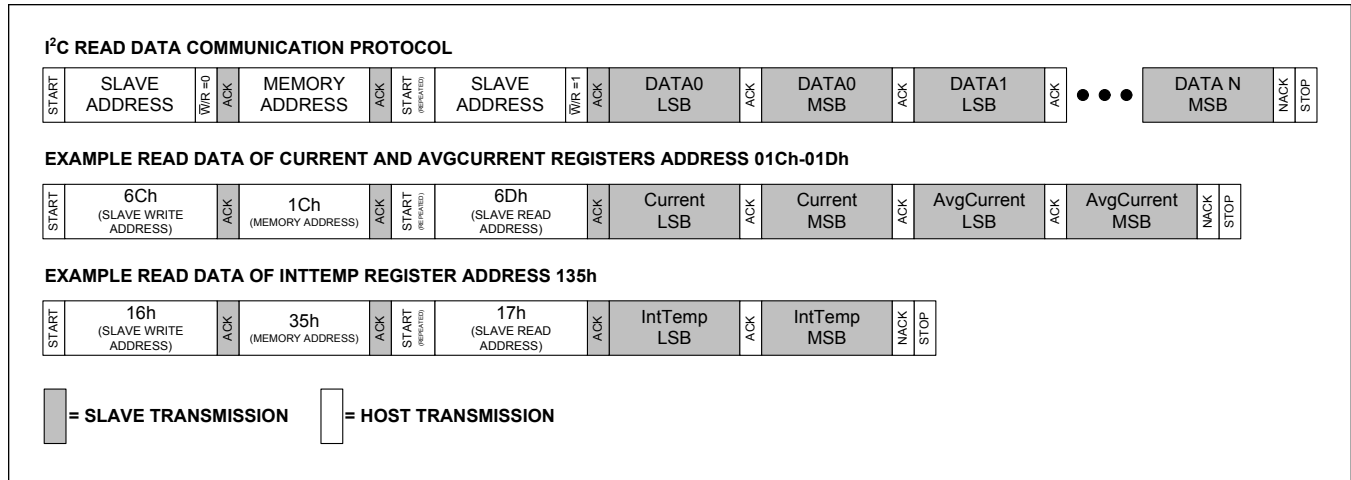 I²C READ DATA COMMUNICATION PROTOCOL
START
SLAVE
ADDRESS
W̅/R =0
ACK
MEMORY
ADDRESS
ACK
START
(REPEATED)
SLAVE
ADDRESS
W̅/R =1
ACK
DATA0
LSB
ACK
DATA0
MSB
ACK
DATA1
LSB
ACK
● ● ●
DATA N
MSB
NACK
STOP
EXAMPLE READ DATA OF CURRENT AND AVGCURRENT REGISTERS ADDRESS 01Ch-01Dh
START
6Ch
(SLAVE WRITE
ADDRESS)
ACK
1Ch
(MEMORY ADDRESS)
ACK
START
(REPEATED)
6Dh
(SLAVE READ
ADDRESS)
ACK
Current
LSB
ACK
Current
MSB
ACK
AvgCurrent
LSB
ACK
AvgCurrent
MSB
NACK
STOP
EXAMPLE READ DATA OF INTTEMP REGISTER ADDRESS 135h
START
16h
(SLAVE WRITE
ADDRESS)
ACK
35h
(MEMORY ADDRESS)
ACK
START
(REPEATED)
17h
(SLAVE READ
ADDRESS)
ACK
IntTemp
LSB
ACK
IntTemp
MSB
NACK
STOP
= SLAVE TRANSMISSION
= HOST TRANSMISSION